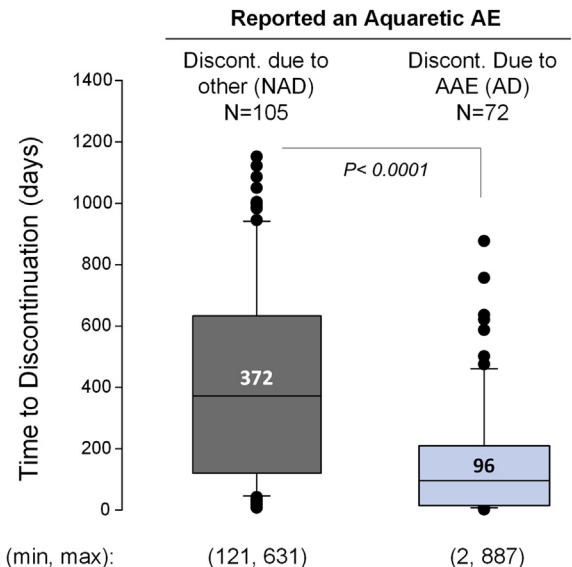 Reported an Aquaretic AE
Discont. due to
other (NAD)
N=105
Discont. Due to
AAE (AD)
N=72
Time to Discontinuation (days)
1400
1200
1000
800
600
400
200
0
P< 0.0001
372
96
(min, max):
(121, 631)
(2, 887)